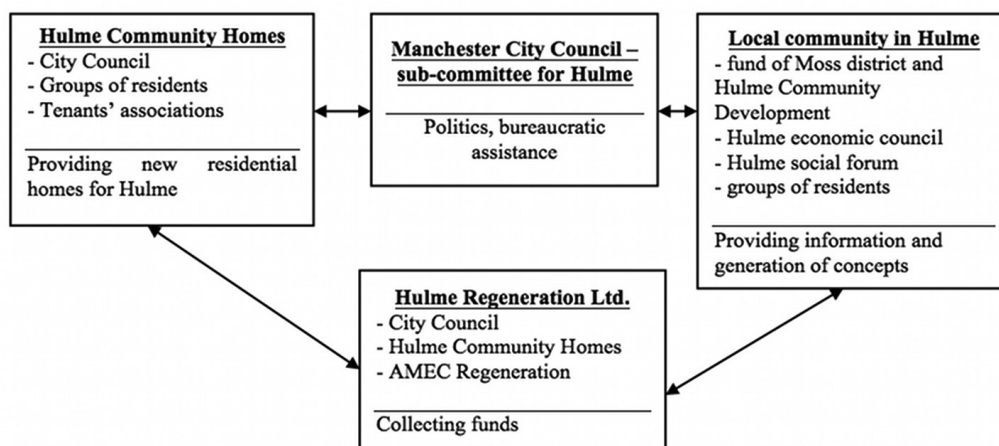 Hulme Community Homes
- City Council
- Groups of residents
- Tenants' associations
Providing new residential
homes for Hulme
Manchester City Council –
sub-committee for Hulme
Politics, bureaucratic
assistance
Local community in Hulme
- fund of Moss district and
Hulme Community
Development
- Hulme economic council
- Hulme social forum
- groups of residents
Providing information and
generation of concepts
Hulme Regeneration Ltd.
- City Council
- Hulme Community Homes
- AMEC Regeneration
Collecting funds